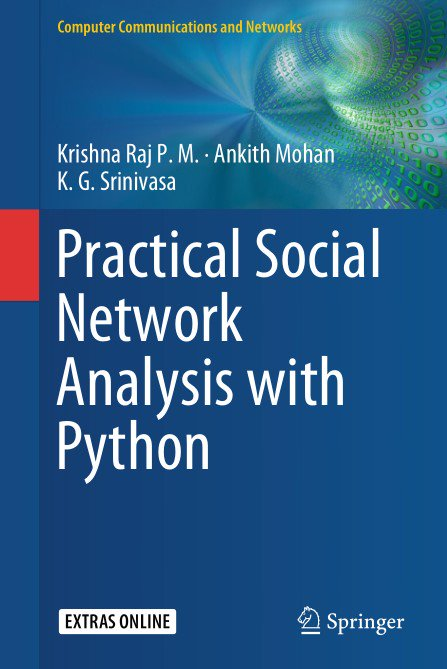 Computer Communications and Networks
Krishna Raj P. M. · Ankith Mohan
K. G. Srinivasa
Practical Social
Network
Analysis with
Python
EXTRAS ONLINE
Springer